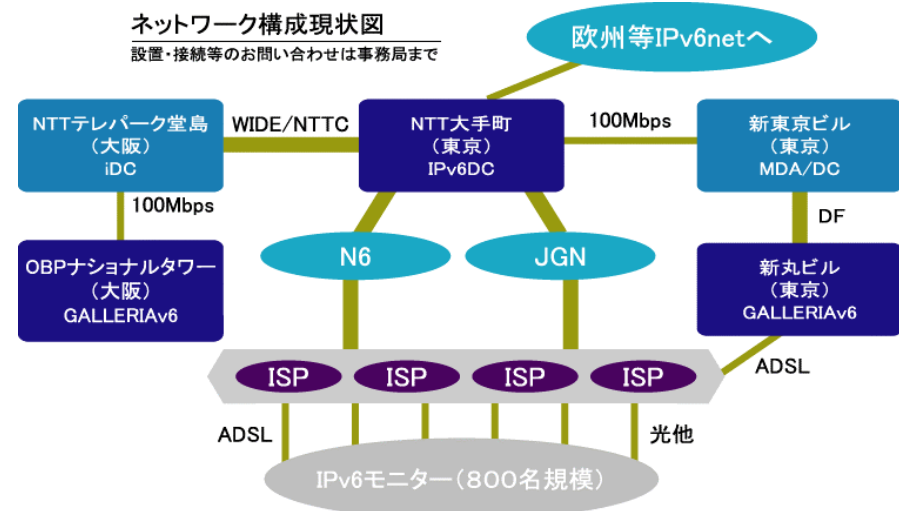 ネットワーク構成現状図
設置・接続等のお問い合わせは事務局まで
欧州等IPv6netへ
NTTテレパーク堂島
（大阪）
iDC
WIDE/NTTC
NTT大手町
（東京）
IPv6DC
100Mbps
新東京ビル
（東京）
MDA/DC
100Mbps
DF
OBPナショナルタワー
（大阪）
GALLERIAv6
N6
JGN
新丸ビル
（東京）
GALLERIAv6
ISP
ISP
ISP
ISP
ADSL
ADSL
光他
IPv6モニター（800名規模）